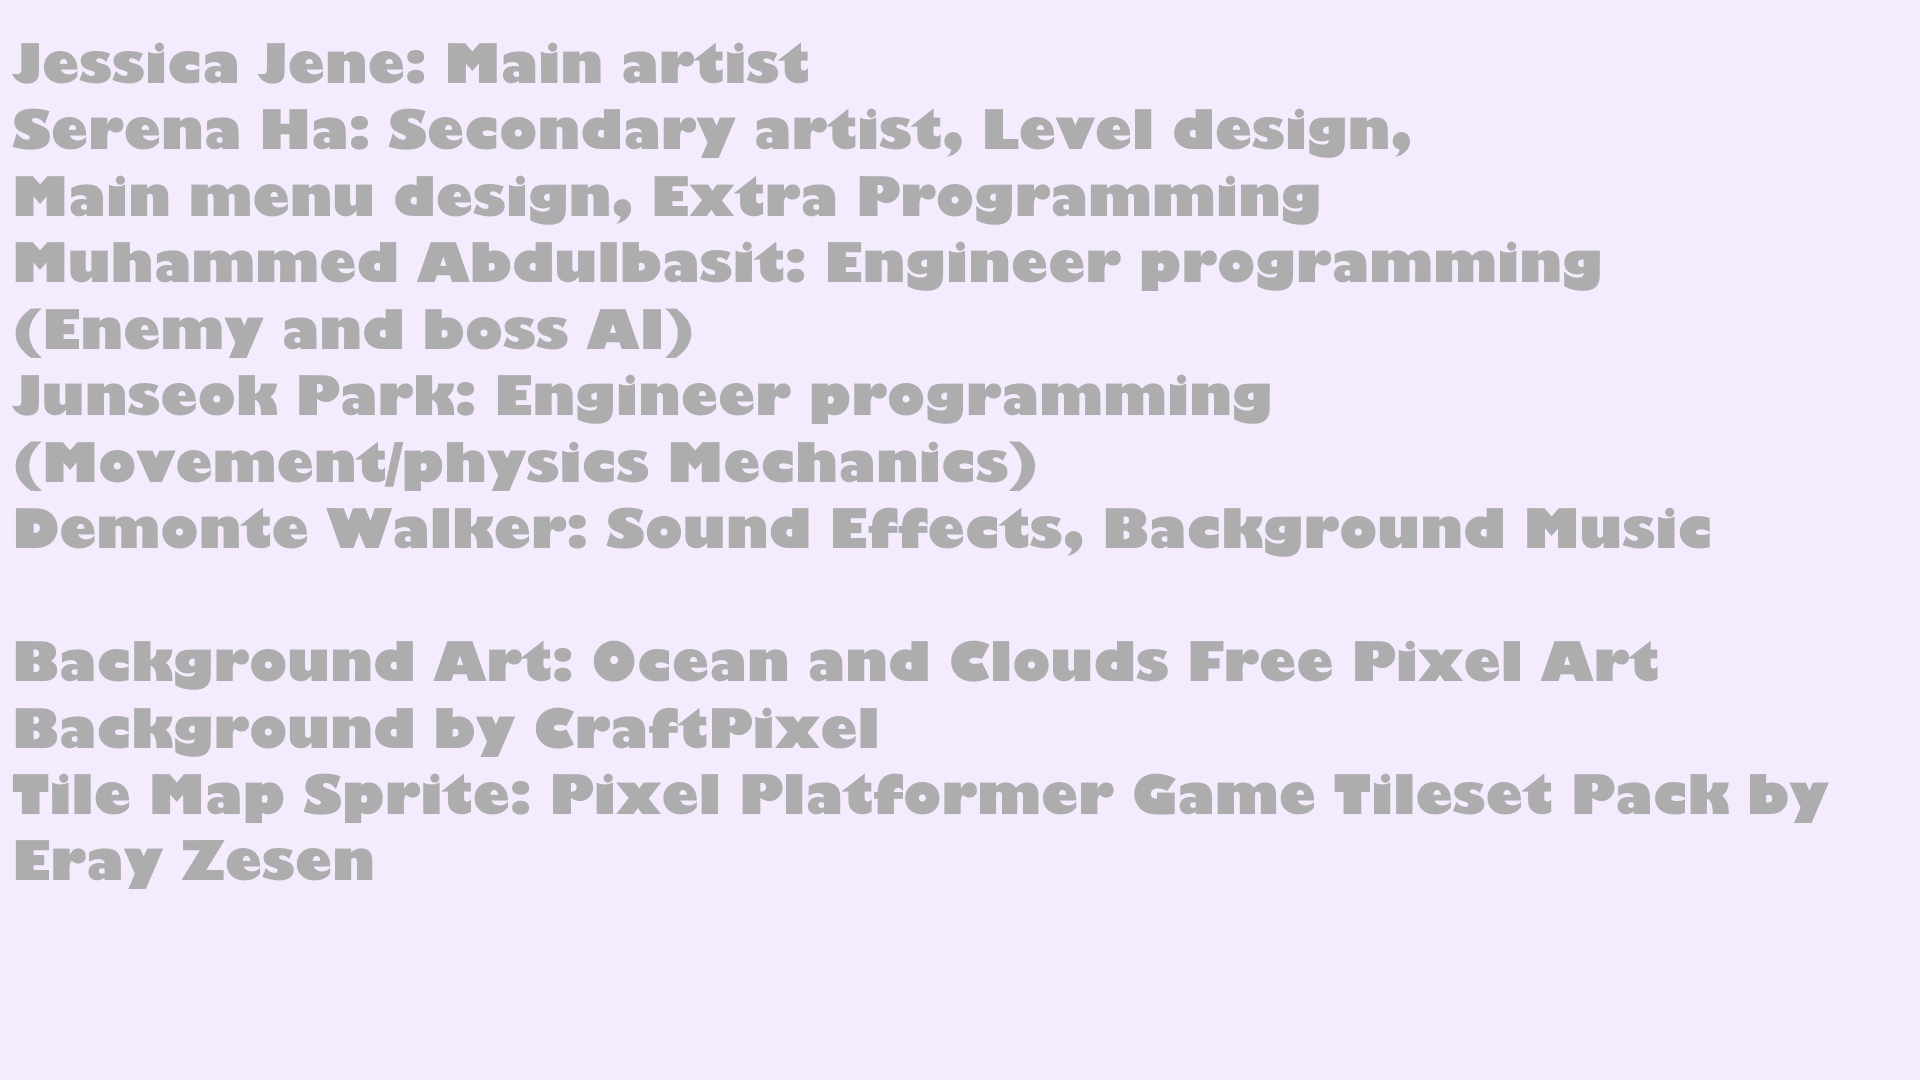 Jessica Jene: Main artist
Serena Ha: Secondary artist, Level design,
Main menu design, Extra Programming
Muhammed Abdulbasit: Engineer programming
(Enemy and boss AI)
Junseok Park: Engineer programming
(Movement/physics Mechanics)
Demonte Walker: Sound Effects, Background Music
Background Art: Ocean and Clouds Free Pixel Art
Background by CraftPixel
Tile Map Sprite: Pixel Platformer Game Tileset Pack by
Eray Zesen